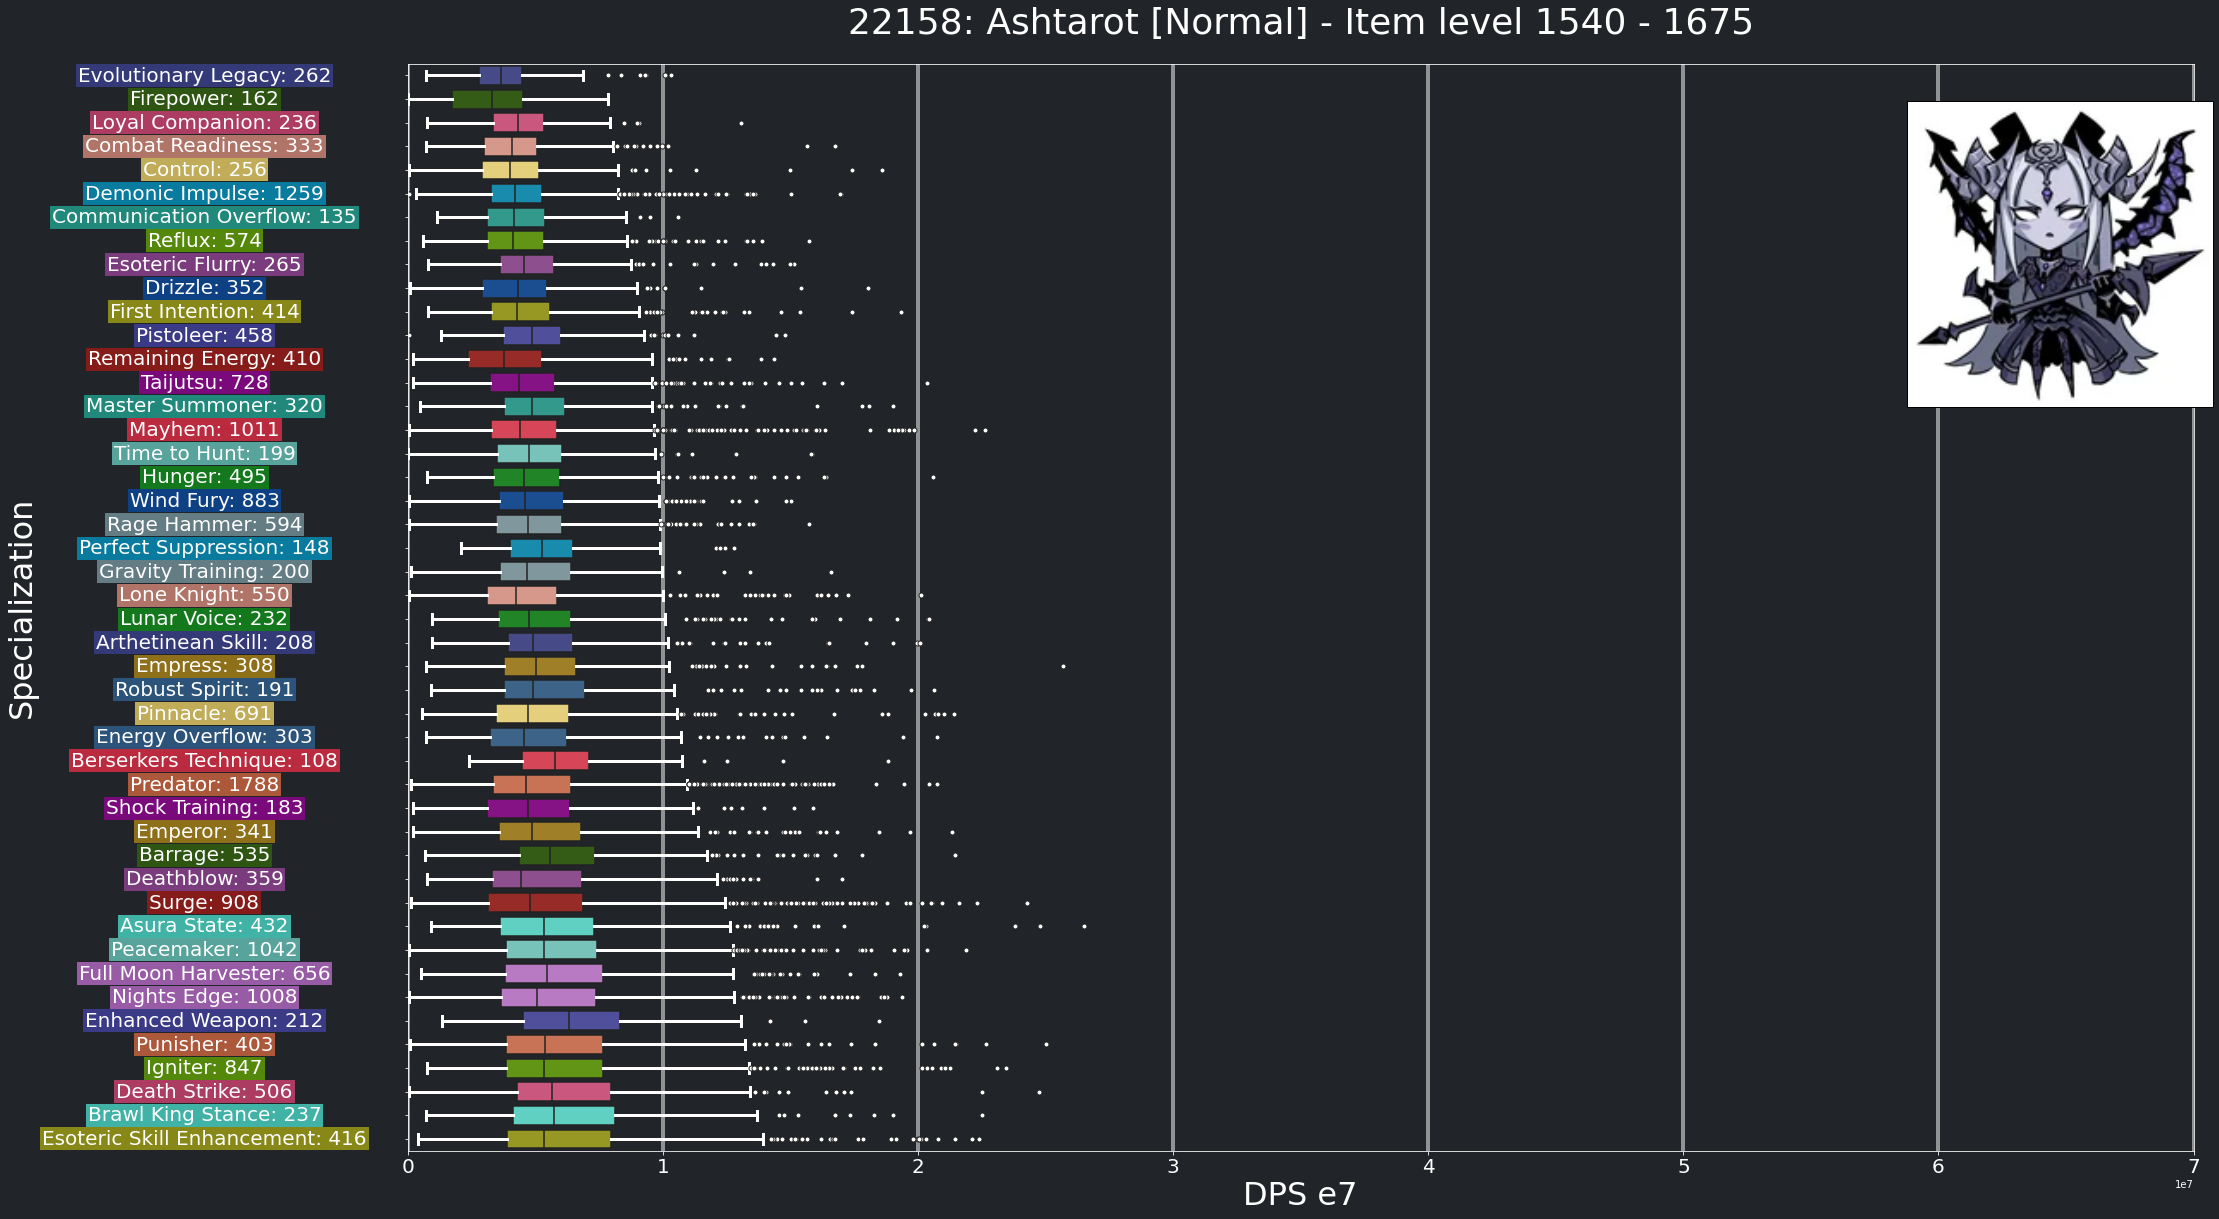 22158: Ashtarot [Normal] - Item level 1540 - 1675
Evolutionary Legacy: 262
Firepower: 162
Loyal Companion: 236
Combat Readiness: 333
Control: 256
Demonic Impulse: 1259
Communication Overflow: 135
Reflux: 574
Esoteric Flurry: 265
Drizzle: 352
First Intention: 414
Pistoleer: 458
Remaining Energy: 410
Taijutsu: 728
Master Summoner: 320
Mayhem: 1011
Time to Hunt: 199
Hunger: 495
Wind Fury: 883
Rage Hammer: 594
Perfect Suppression: 148
Gravity Training: 200
Lone Knight: 550
Lunar Voice: 232
Arthetinean Skill: 208
Empress: 308
Robust Spirit: 191
Pinnacle: 691
Energy Overflow: 303
Berserkers Technique: 108
Predator: 1788
Shock Training: 183
Emperor: 341
Barrage: 535
Deathblow: 359
Surge: 908
Asura State: 432
Peacemaker: 1042
Full Moon Harvester: 656
Nights Edge: 1008
Enhanced Weapon: 212
Punisher: 403
Igniter: 847
Death Strike: 506
Brawl King Stance: 237
Esoteric Skill Enhancement: 416
Specialization
0 1 2 3 4 5 6 7
1e7
DPS e7